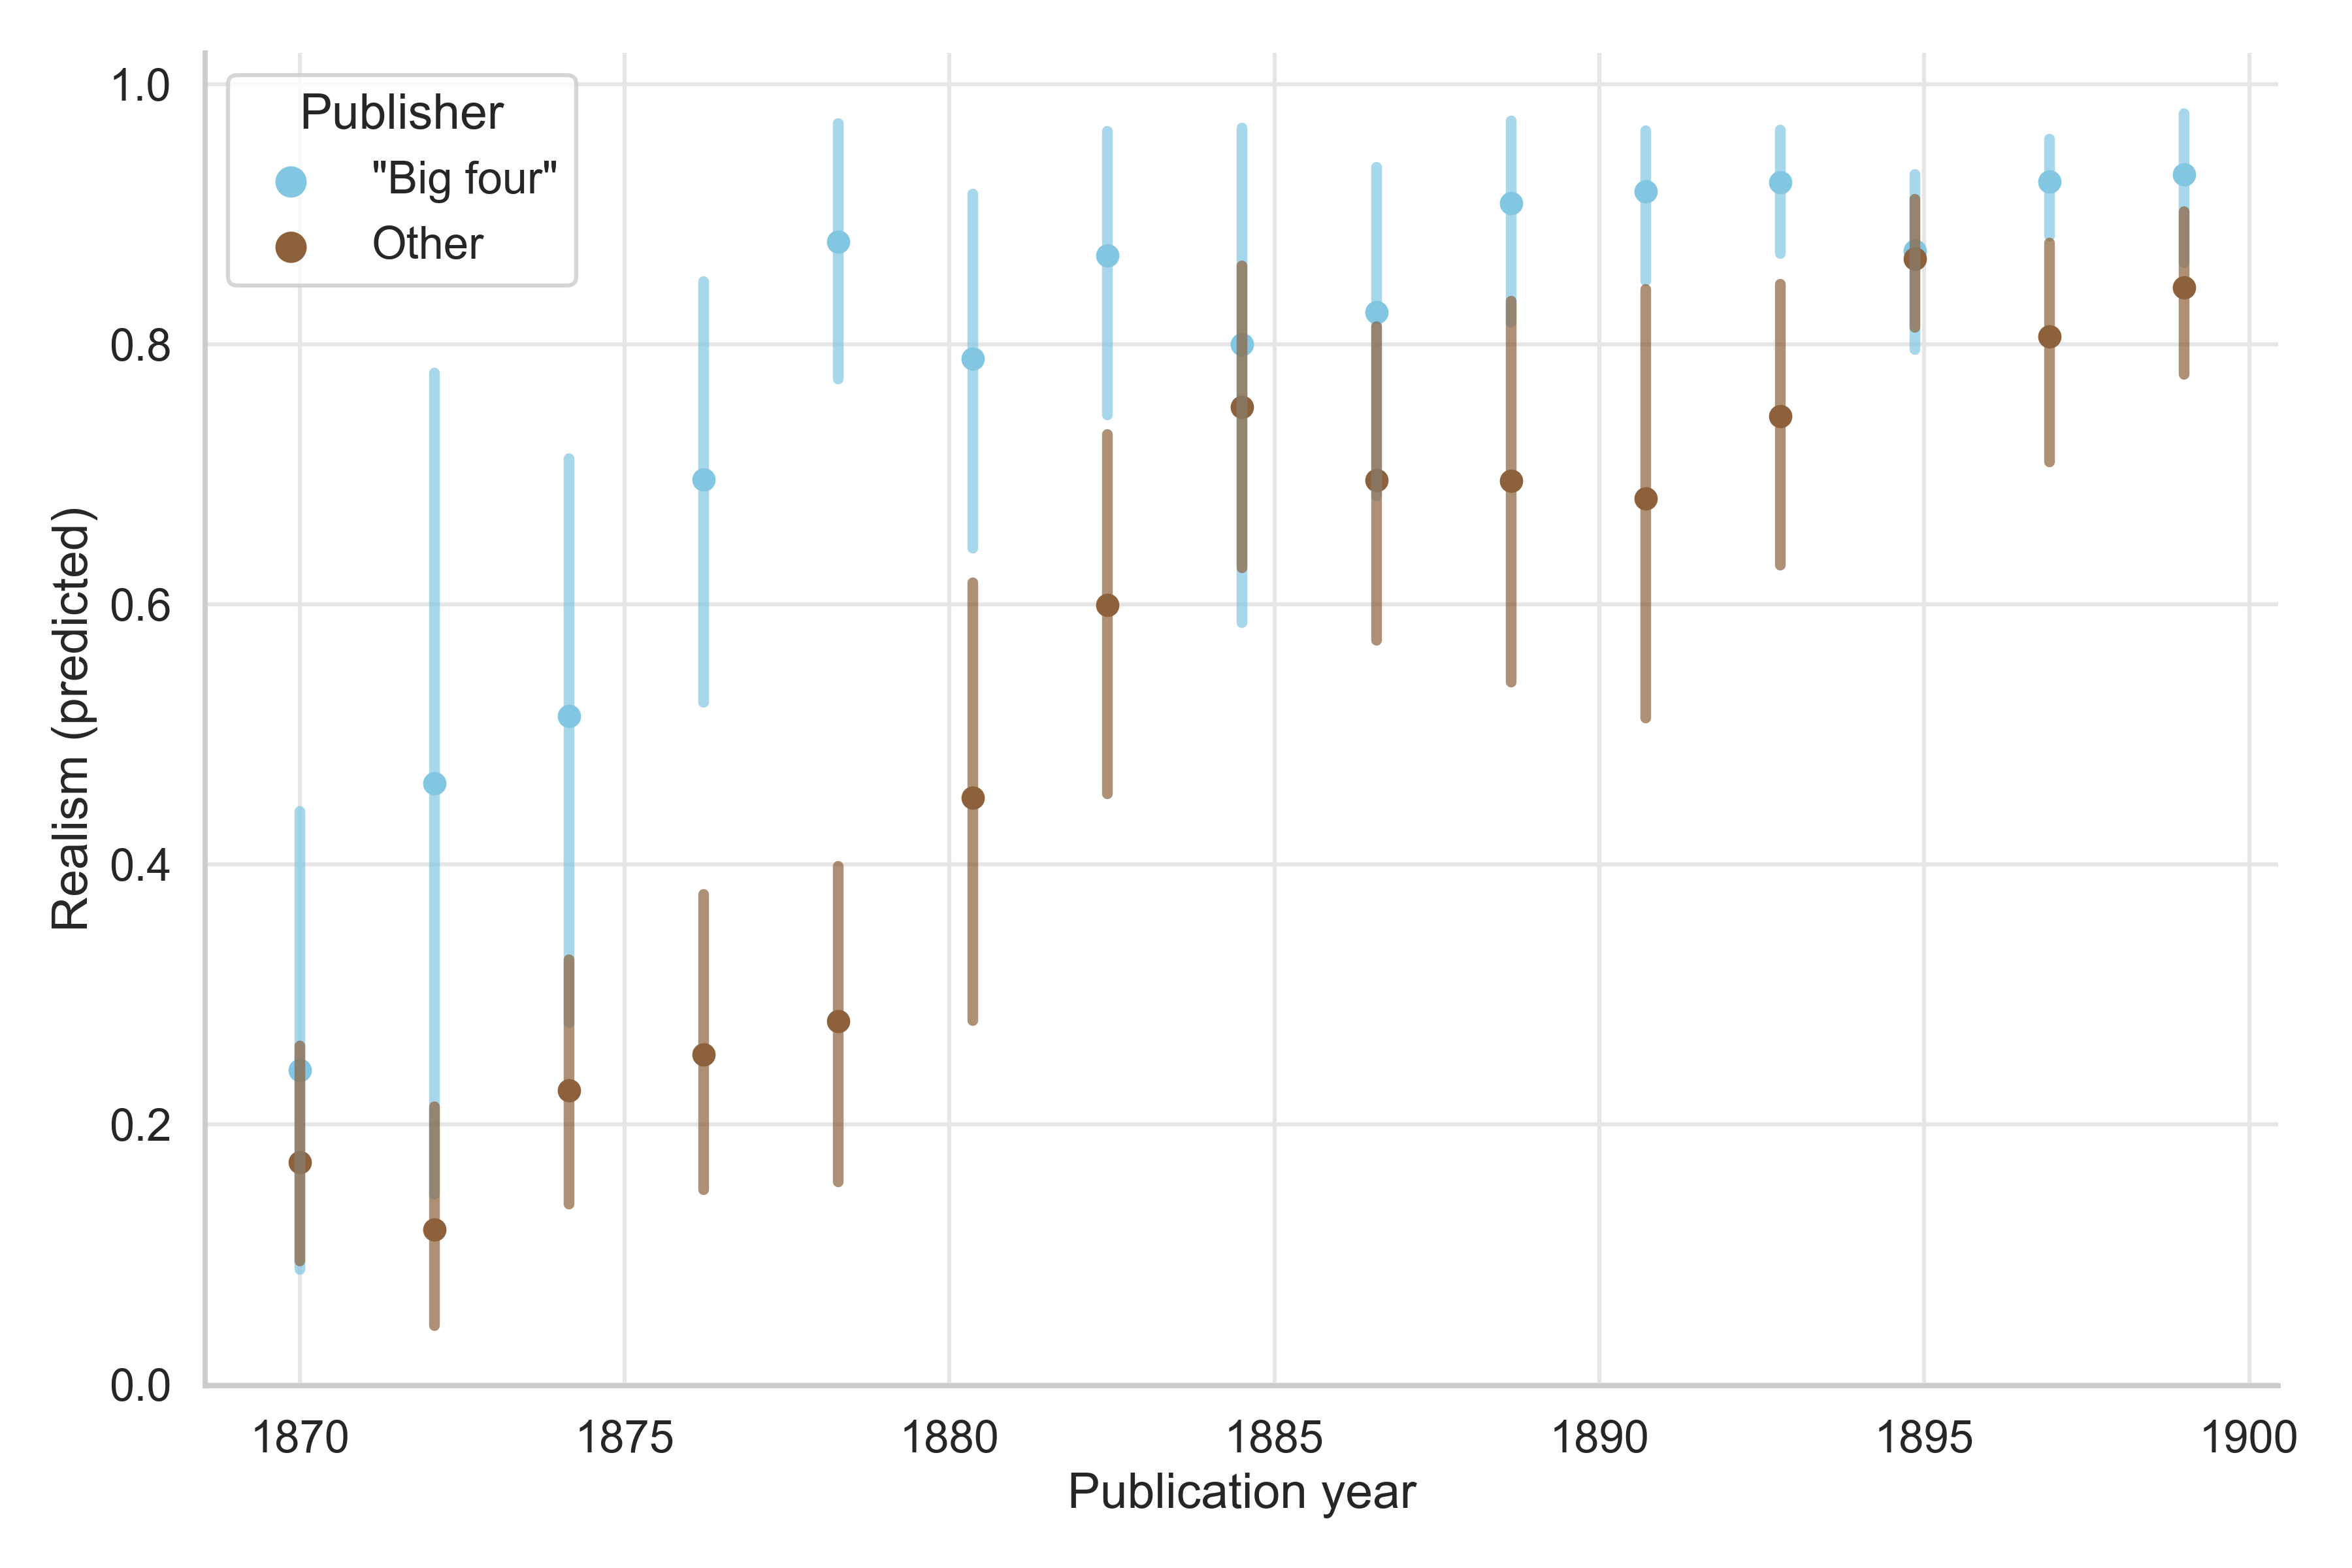 1.0
0.8
0.6
0.4
0.2
0.0
Realism (predicted)
Publisher
"Big four"
Other
1870 1875 1880 1885 1890 1895 1900
Publication year